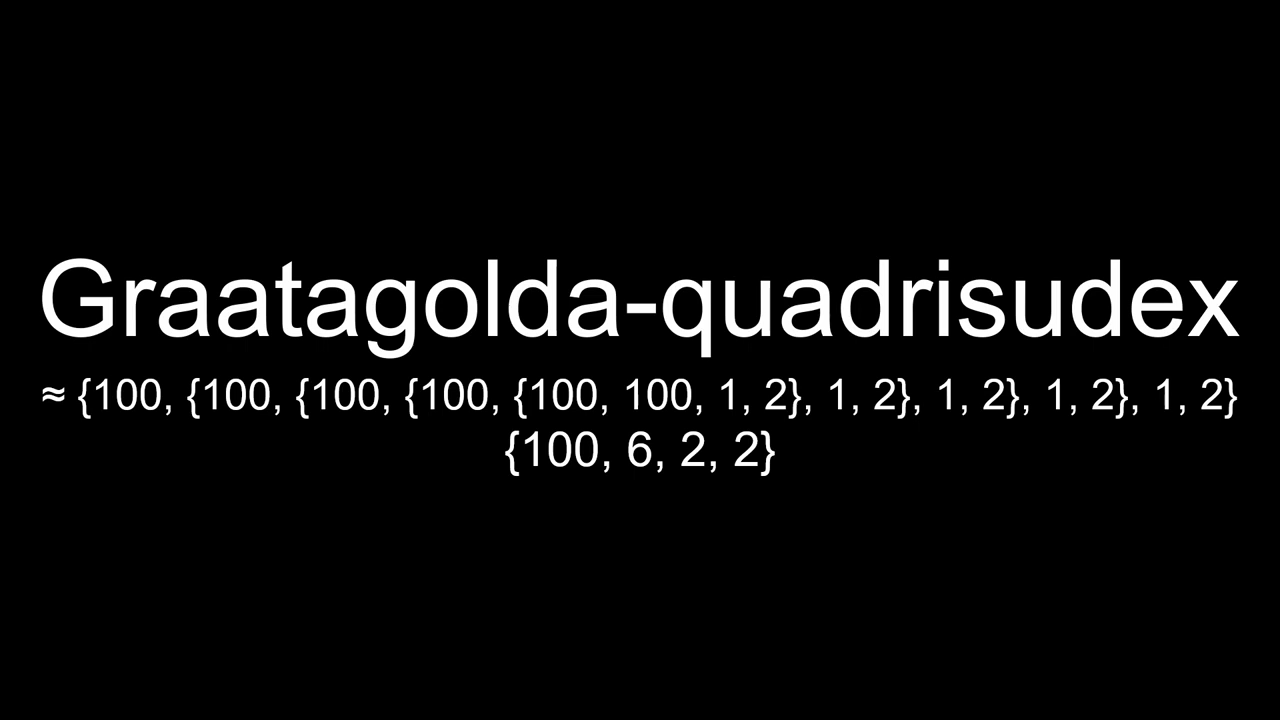 Graatagolda-quadrisudex
≈ {100, {100, {100, {100, {100, 100, 1, 2}, 1, 2}, 1, 2}, 1, 2}, 1, 2}
{100, 6, 2, 2}